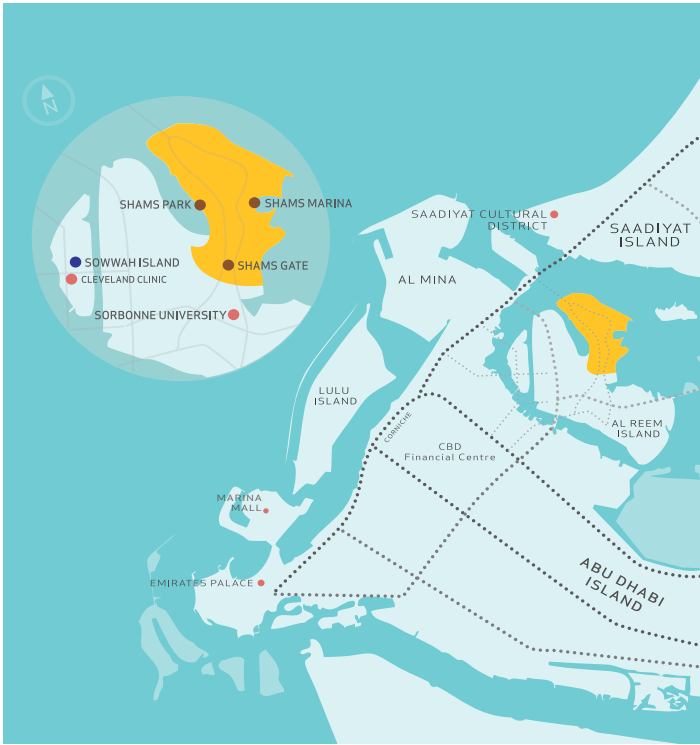 N
SHAMS PARK
SHAMS MARINA
SOWWAH ISLAND
SHAMS GATE
CLEVELAND CLINIC
SORBONNE UNIVERSITY
SAADIYAT CULTURAL
DISTRICT
SAADIYAT
ISLAND
AL MINA
LULU
ISLAND
CORNICHE
AL REEM
ISLAND
CBD
Financial Centre
MARINA
MALL
EMIRATES PALACE
ABU DHABI
ISLAND